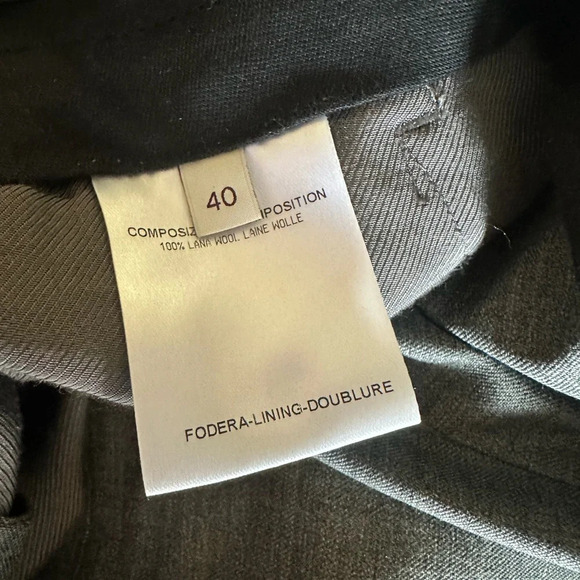 40
COMPOSIZ POSITION
100% LANA WOOL LAINE WOLLE
FODERA-LINING-DOUBLURE